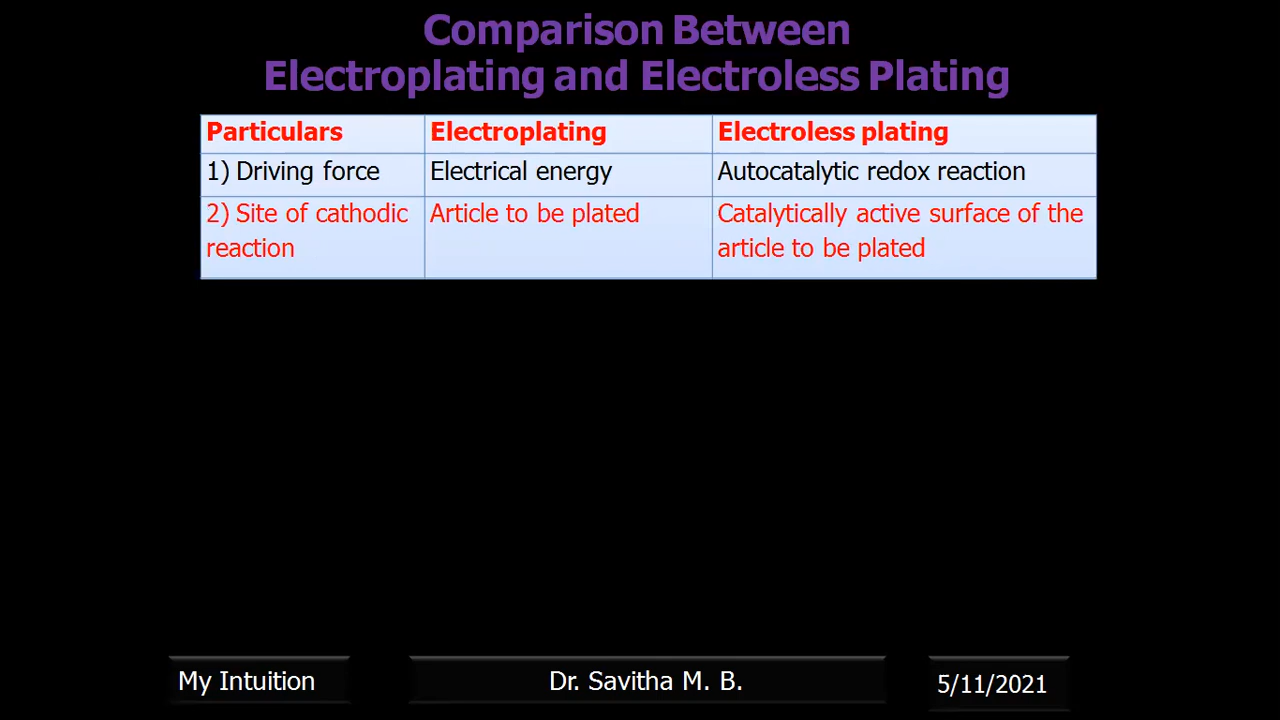 Comparison Between
Electroplating and Electroless Plating
Particulars Electroplating Electroless plating
1) Driving force Electrical energy Autocatalytic redox reaction
2) Site of cathodic Article to be plated Catalytically active surface of the
reaction article to be plated
My Intuition Dr. Savitha M. B. 5/11/2021